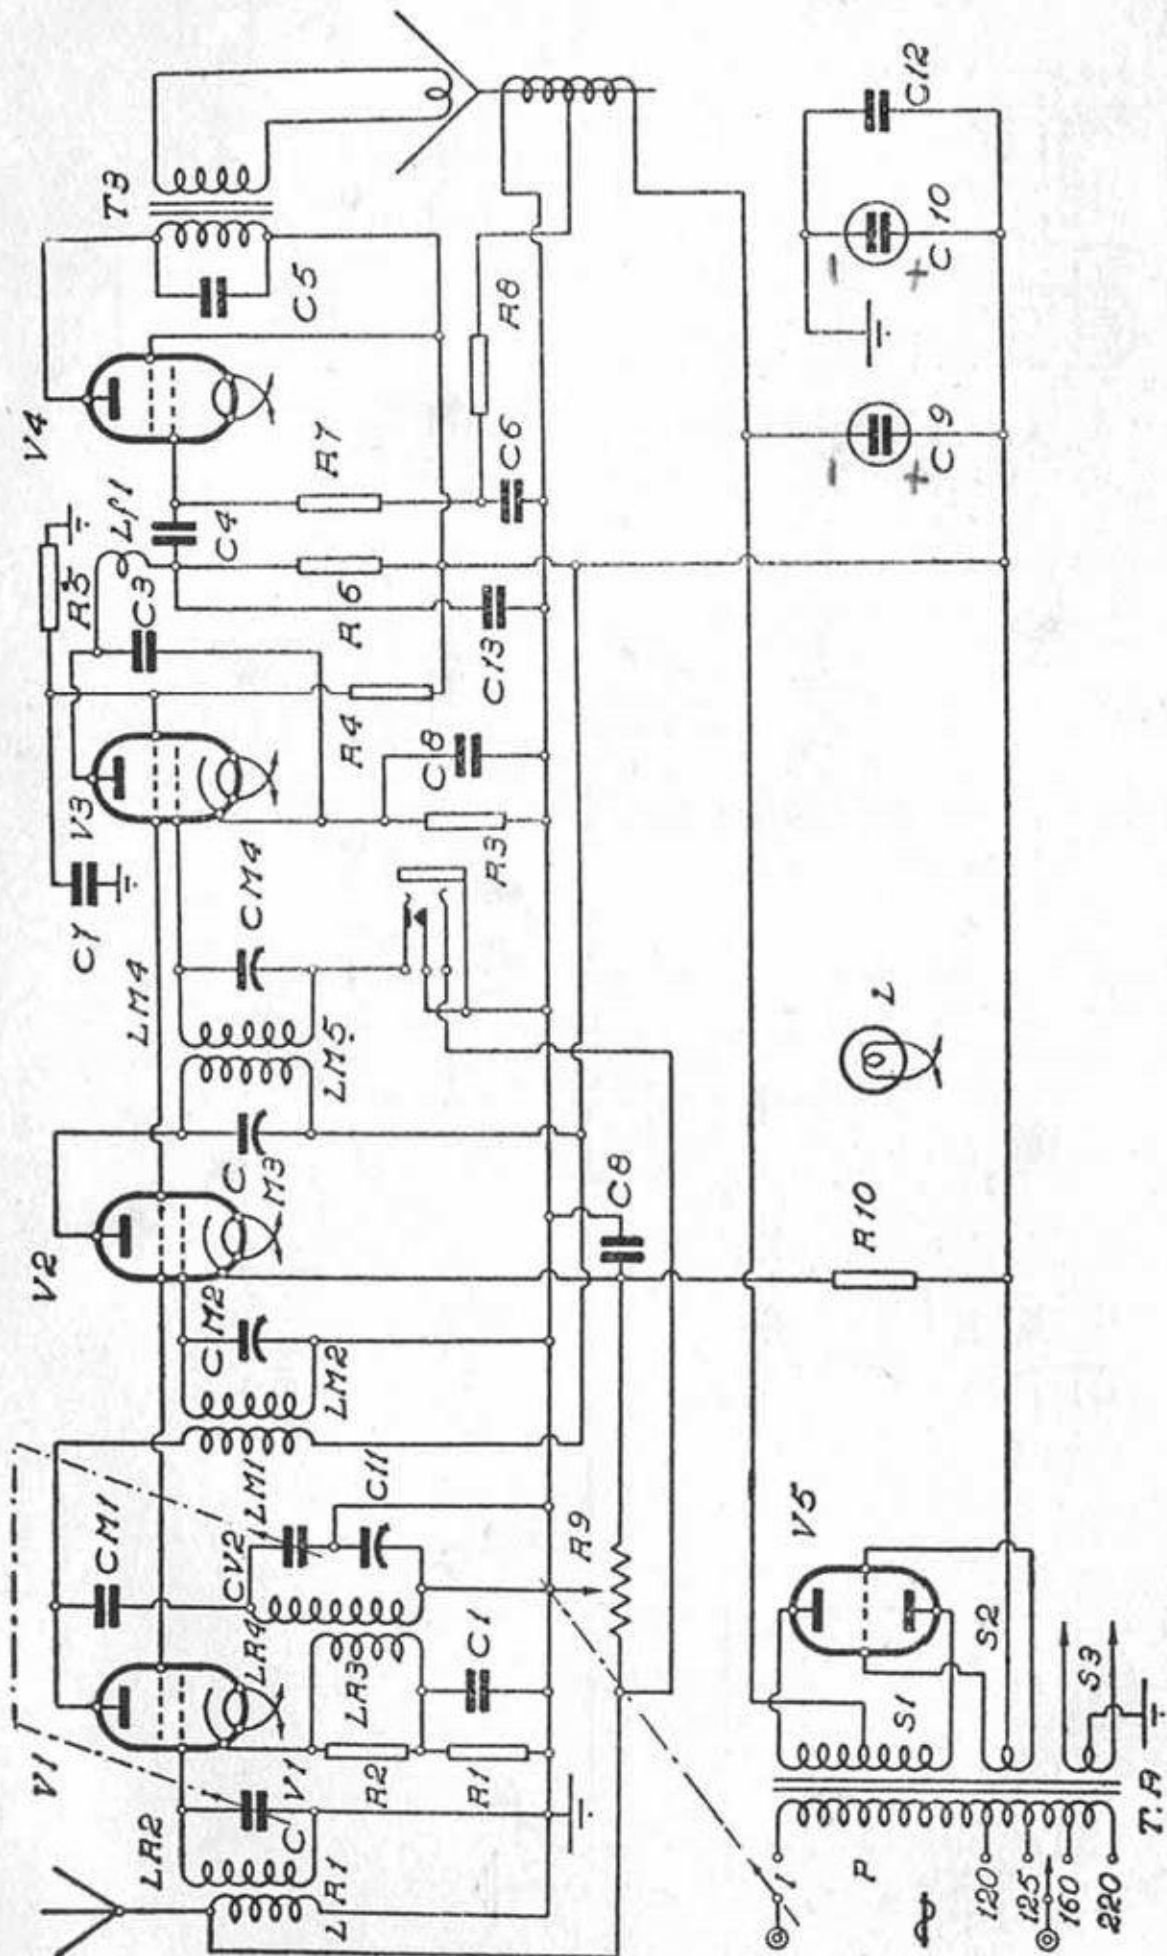 V1
V2
V3
V4
T3
CM1
C7
R5
Lf1
C3
C4
C5
LR2
LR1
C V1
LR4
CV2
LM1
CM2
LM2
LM4
C M3
LM5
CM4
LR3
R2
R1
C1
C11
R9
C8
R3
C8
R4
C13
R6
R7
C6
R8
R10
L
V5
S1
S2
S3
I
P
120
125
160
220
T.A
-
+
C9
-
+
C10
C12